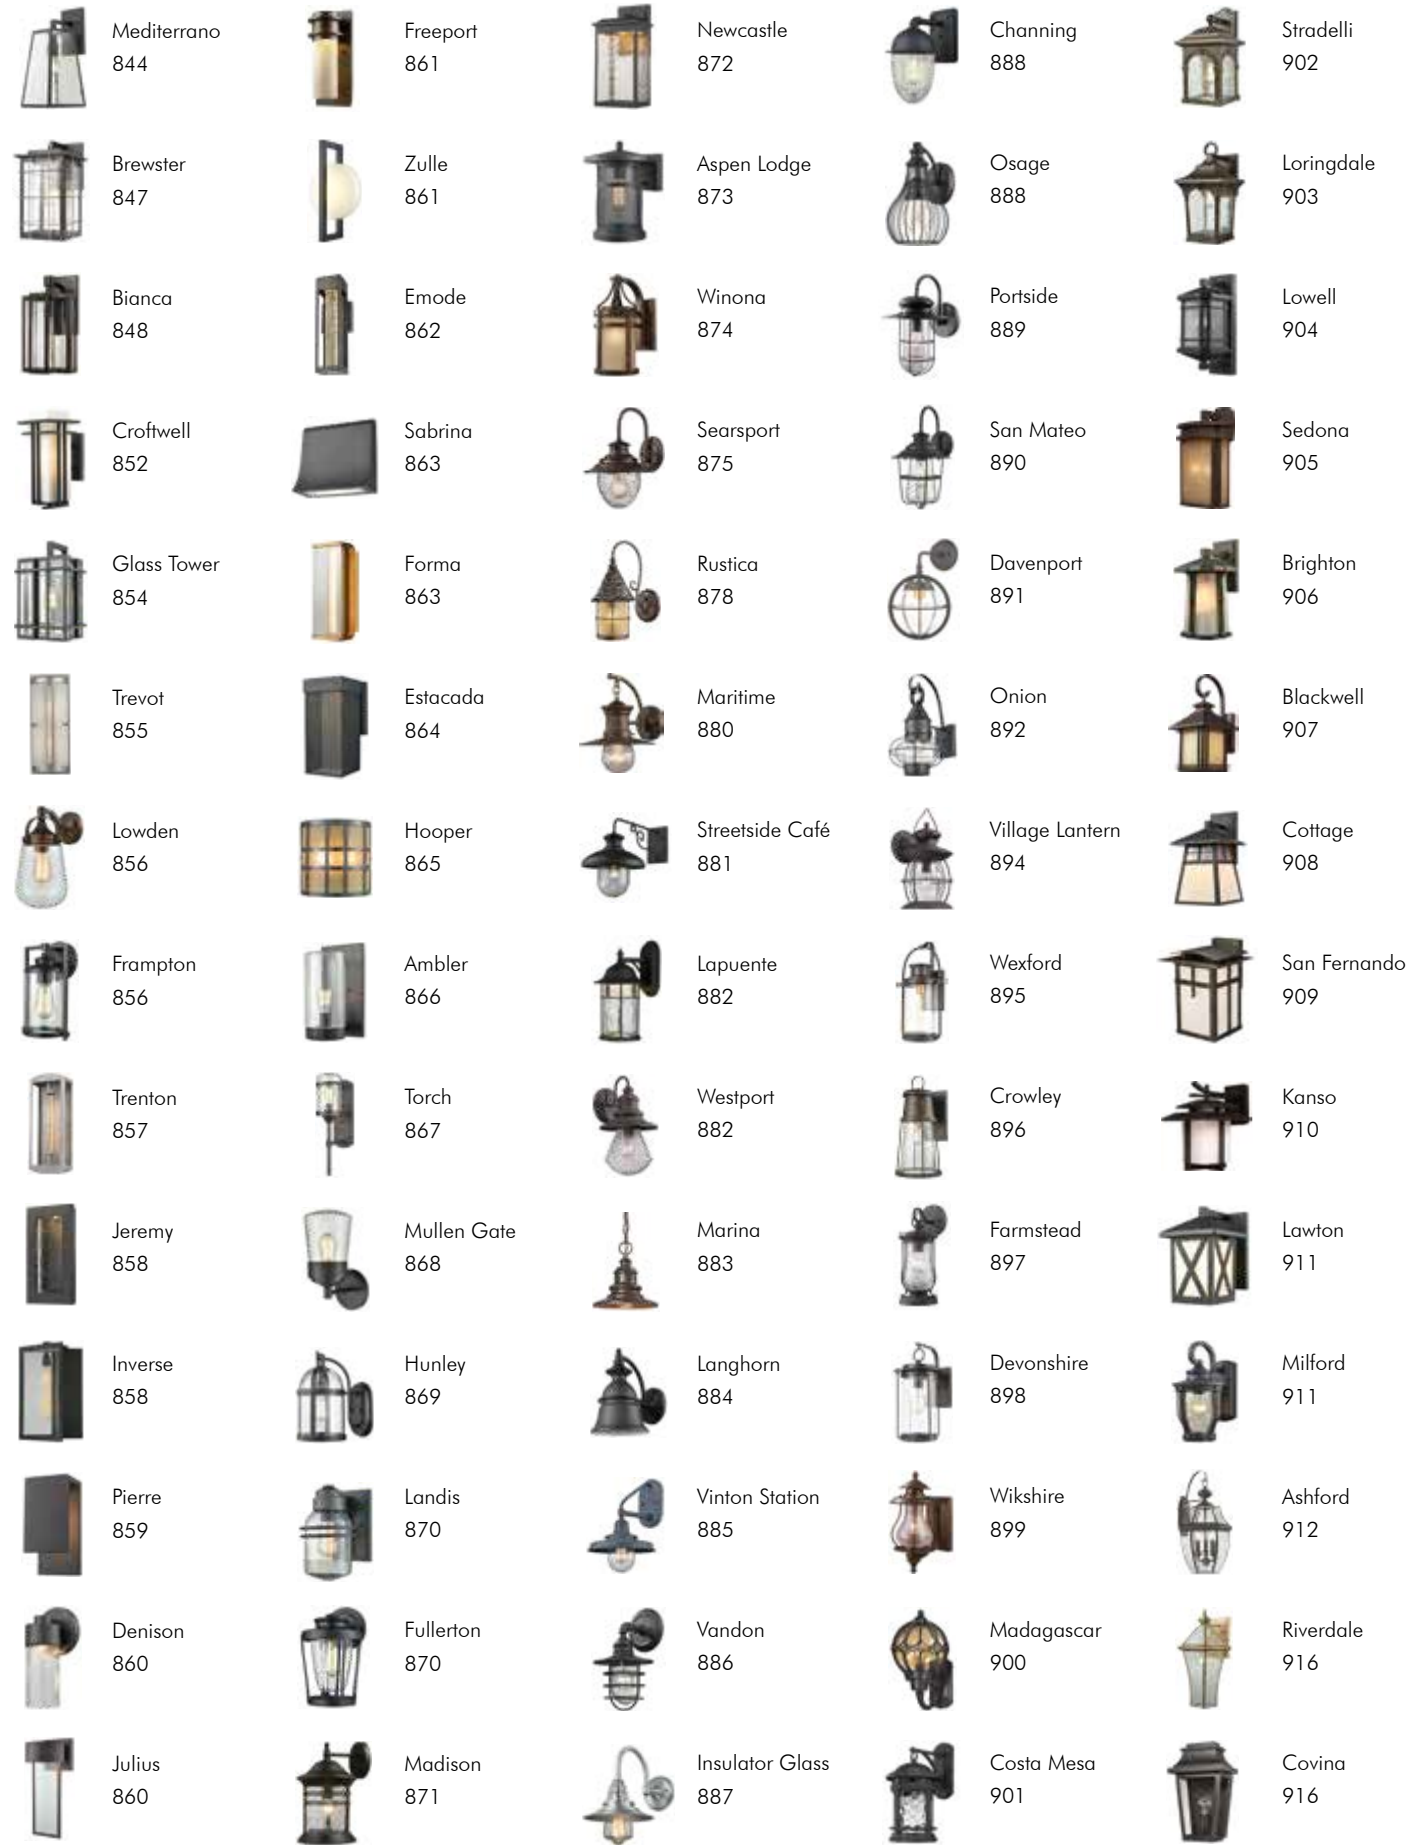 Mediterrano
844
Brewster
847
Bianca
848
Croftwell
852
Glass Tower
854
Trevot
855
Lowden
856
Frampton
856
Trenton
857
Jeremy
858
Inverse
858
Pierre
859
Denison
860
Julius
860
Freeport
861
Zulle
861
Emode
862
Sabrina
863
Forma
863
Estacada
864
Hooper
865
Ambler
866
Torch
867
Mullen Gate
868
Hunley
869
Landis
870
Fullerton
870
Madison
871
Newcastle
872
Aspen Lodge
873
Winona
874
Searsport
875
Rustica
878
Maritime
880
Streetside Café
881
Lapuente
882
Westport
882
Marina
883
Langhorn
884
Vinton Station
885
Vandon
886
Insulator Glass
887
Channing
888
Osage
888
Portside
889
San Mateo
890
Davenport
891
Onion
892
Village Lantern
894
Wexford
895
Crowley
896
Farmstead
897
Devonshire
898
Wikshire
899
Madagascar
900
Costa Mesa
901
Stradelli
902
Loringdale
903
Lowell
904
Sedona
905
Brighton
906
Blackwell
907
Cottage
908
San Fernando
909
Kanso
910
Lawton
911
Milford
911
Ashford
912
Riverdale
916
Covina
916